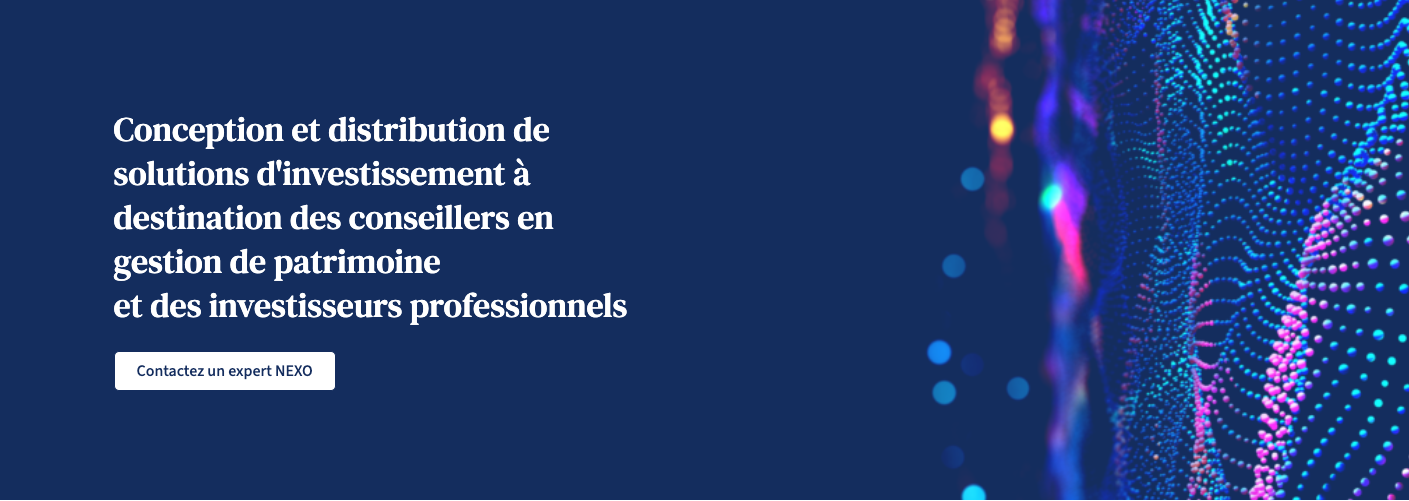 Conception et distribution de
solutions d'investissement à
destination des conseillers en
gestion de patrimoine
et des investisseurs professionnels
Contactez un expert NEXO